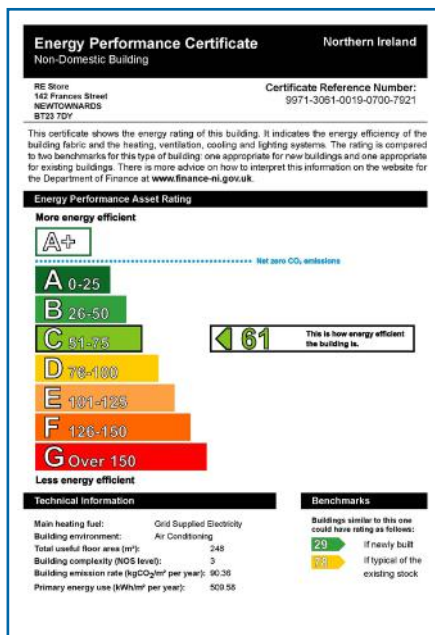 Energy Performance Certificate
Northern Ireland
Non-Domestic Building
RE Store
142 Frances Street
NEWTOWNARDS
BT23 7DY
Certificate Reference Number:
9971-3061-0019-0700-7921
This certificate shows the energy rating of this building. It indicates the energy efficiency of the
building fabric and the heating, ventilation, cooling and lighting systems. The rating is compared
to two benchmarks for this type of building: one appropriate for new buildings and one appropriate
for existing buildings. There is more advice on how to interpret this information on the website for
the Department of Finance at www.finance-ni.gov.uk.
Energy Performance Asset Rating
More energy efficient
A+
Net zero CO₂ emissions
A 0-25
B 26-50
C 51-75
61
This is how energy efficient
the building is.
D 76-100
E 101-125
F 126-150
G Over 150
Less energy efficient
Technical Information
Main heating fuel: Grid Supplied Electricity
Building environment: Air Conditioning
Total useful floor area (m²): 248
Building complexity (NOS level): 3
Building emission rate (kgCO₂/m² per year): 90.36
Primary energy use (kWh/m² per year): 509.58
Benchmarks
Buildings similar to this one
could have rating as follows:
29 If newly built
78 If typical of the
existing stock